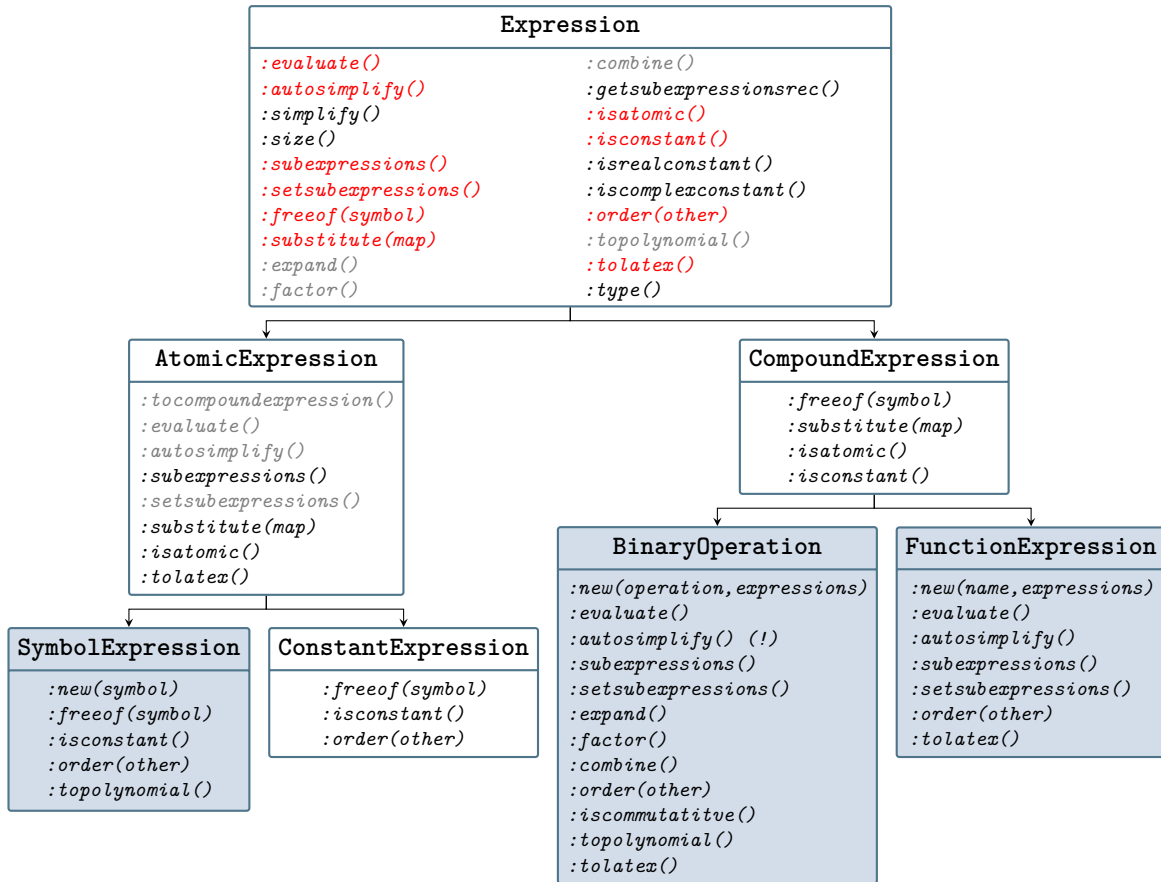 Expression
:evaluate()
:autosimplify()
:simplify()
:size()
:subexpressions()
:setsubexpressions()
:freeof(symbol)
:substitute(map)
:expand()
:factor()
:combine()
:getsubexpressionsrec()
:isatomic()
:isconstant()
:isrealconstant()
:iscomplexconstant()
:order(other)
:topolynomial()
:tolatex()
:type()
AtomicExpression
:tocompoundexpression()
:evaluate()
:autosimplify()
:subexpressions()
:setsubexpressions()
:substitute(map)
:isatomic()
:tolatex()
CompoundExpression
:freeof(symbol)
:substitute(map)
:isatomic()
:isconstant()
SymbolExpression
:new(symbol)
:freeof(symbol)
:isconstant()
:order(other)
:topolynomial()
ConstantExpression
:freeof(symbol)
:isconstant()
:order(other)
BinaryOperation
:new(operation,expressions)
:evaluate()
:autosimplify() (!)
:subexpressions()
:setsubexpressions()
:expand()
:factor()
:combine()
:order(other)
:iscommutatitve()
:topolynomial()
:tolatex()
FunctionExpression
:new(name,expressions)
:evaluate()
:autosimplify()
:subexpressions()
:setsubexpressions()
:order(other)
:tolatex()